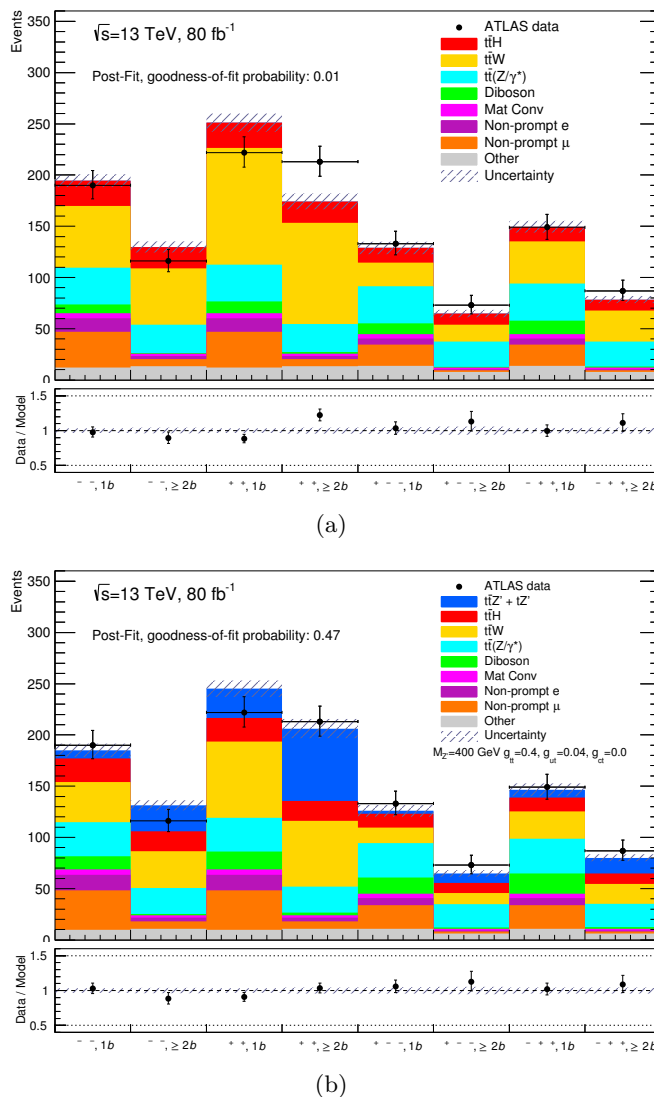 Events
350
300
250
200
150
100
50
0
√s=13 TeV, 80 fb⁻¹
Post-Fit, goodness-of-fit probability: 0.01
ATLAS data
tt̄H
tt̄W
tt̄(Z/γ*)
Diboson
Mat Conv
Non-prompt e
Non-prompt μ
Other
Uncertainty
Data / Model
1.5
1
0.5
⁻ ⁻, 1b
⁻ ⁻, ≥ 2b
⁺ ⁺, 1b
⁺ ⁺, ≥ 2b
⁺ ⁻ ⁻, 1b
⁺ ⁻ ⁻, ≥ 2b
⁻ ⁺ ⁺, 1b
⁻ ⁺ ⁺, ≥ 2b
(a)
Events
350
300
250
200
150
100
50
0
√s=13 TeV, 80 fb⁻¹
Post-Fit, goodness-of-fit probability: 0.47
ATLAS data
tt̄Z' + tZ'
tt̄H
tt̄W
tt̄(Z/γ*)
Diboson
Mat Conv
Non-prompt e
Non-prompt μ
Other
Uncertainty
M_Z'=400 GeV g_tt=0.4, g_ut=0.04, g_ct=0.0
Data / Model
1.5
1
0.5
⁻ ⁻, 1b
⁻ ⁻, ≥ 2b
⁺ ⁺, 1b
⁺ ⁺, ≥ 2b
⁺ ⁻ ⁻, 1b
⁺ ⁻ ⁻, ≥ 2b
⁻ ⁺ ⁺, 1b
⁻ ⁺ ⁺, ≥ 2b
(b)